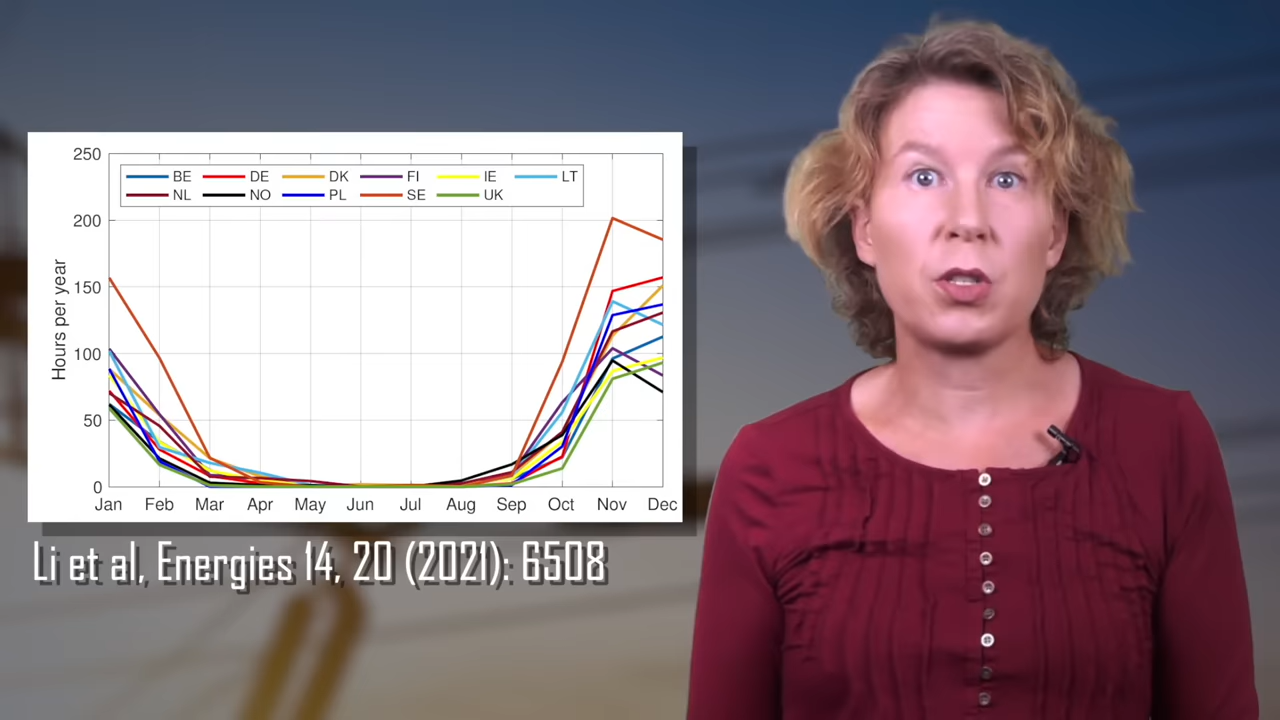 250
200
150
100
50
0
Hours per year
BE DE DK FI IE LT
NL NO PL SE UK
Jan Feb Mar Apr May Jun Jul Aug Sep Oct Nov Dec
Li et al, Energies 14, 20 (2021): 6508